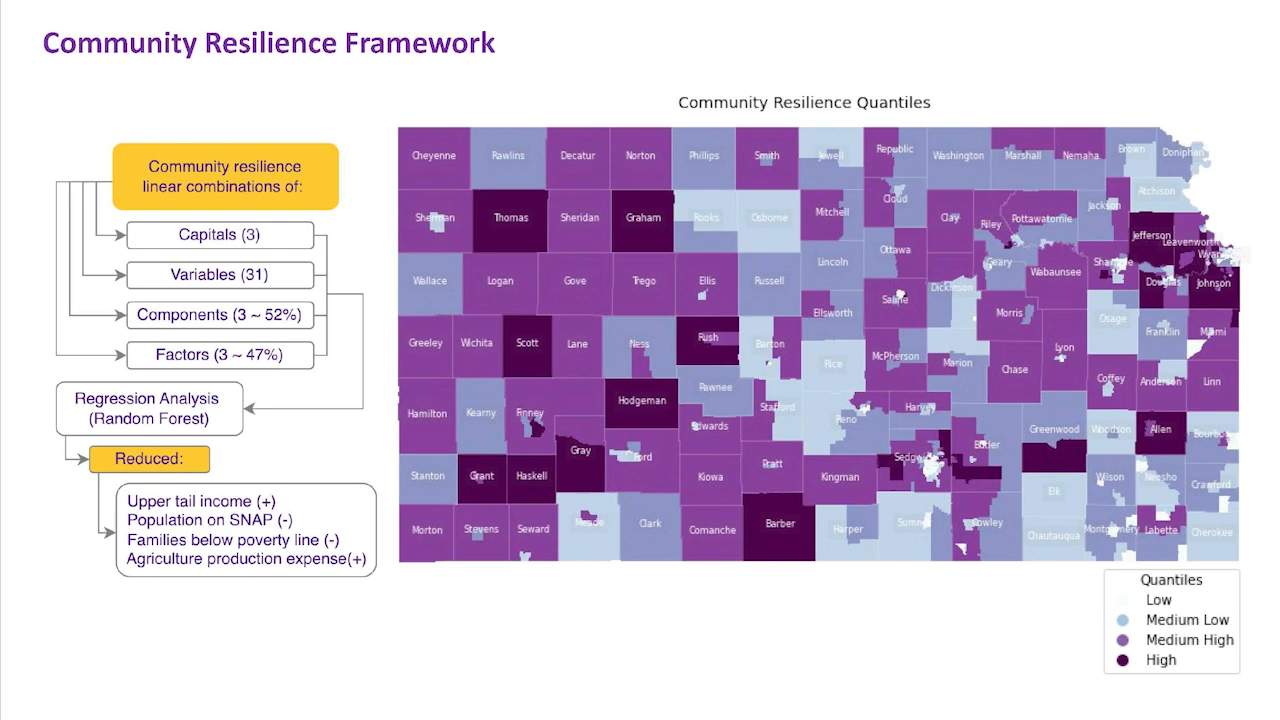 Community Resilience Framework
Community resilience
linear combinations of:
Capitals (3)
Variables (31)
Components (3 ~ 52%)
Factors (3 ~ 47%)
Regression Analysis
(Random Forest)
Reduced:
Upper tail income (+)
Population on SNAP (-)
Families below poverty line (-)
Agriculture production expense(+)
Community Resilience Quantiles
Cheyenne Rawlins Decatur Norton Phillips Smith Jewell Republic Washington Marshall Nemaha Brown Doniphan
Sherman Thomas Sheridan Graham Rooks Osborne Mitchell Cloud Clay Riley Pottawatomie Jackson Atchison
Jefferson Leavenworth
Wallace Logan Gove Trego Ellis Russell Lincoln Ottawa Geary Wabaunsee Shawnee Douglas Johnson
Ellsworth Saline Dickinson Morris Osage Franklin Miami
Greeley Wichita Scott Lane Ness Rush Barton Rice McPherson Marion Chase Lyon Coffey Anderson Linn
Hamilton Kearny Finney Hodgeman Pawnee Edwards Stafford Reno Harvey Butler Greenwood Woodson Allen Bourbon
Stanton Grant Haskell Gray Ford Kiowa Pratt Kingman Elk Wilson Neosho Crawford
Morton Stevens Seward Meade Clark Comanche Barber Harper Sumner Cowley Chautauqua Montgomery Labette Cherokee
Quantiles
Low
Medium Low
Medium High
High